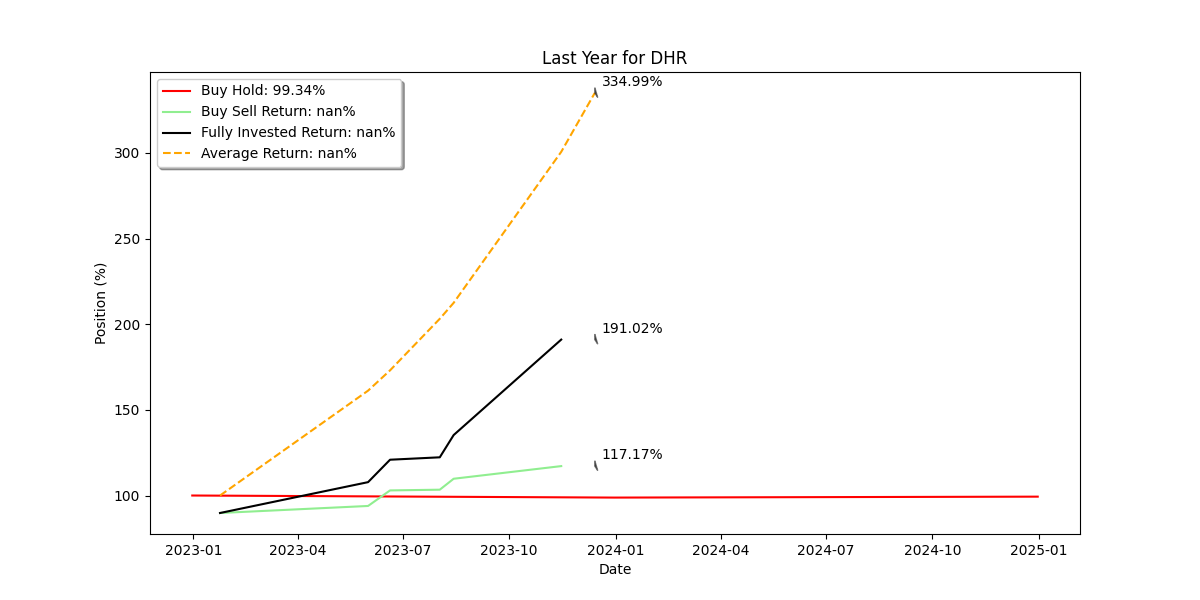 Last Year for DHR
334.99%
Buy Hold: 99.34%
Buy Sell Return: nan%
Fully Invested Return: nan%
Average Return: nan%
300
250
200
150
100
Position (%)
191.02%
117.17%
2023-01 2023-04 2023-07 2023-10 2024-01 2024-04 2024-07 2024-10 2025-01
Date